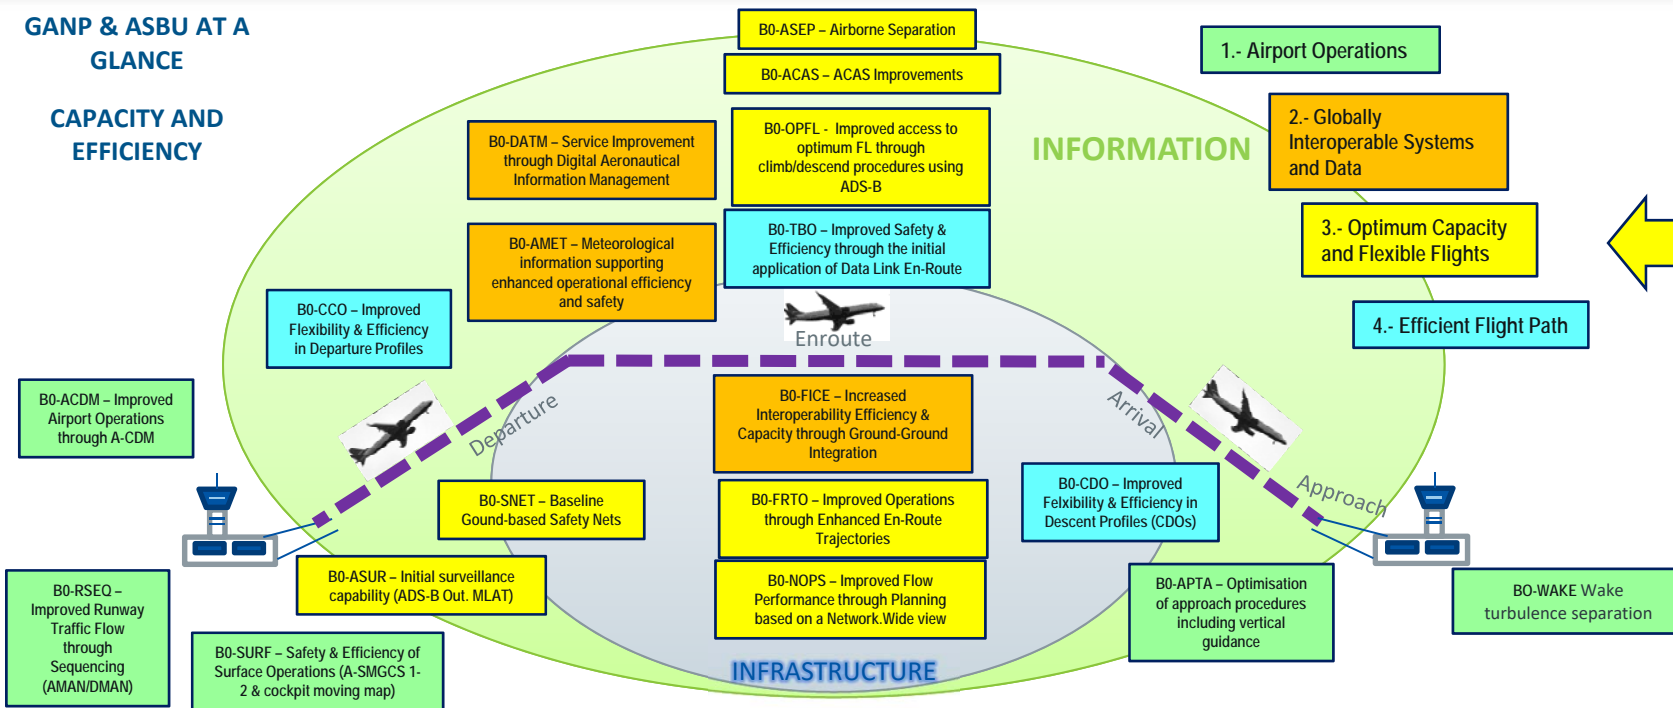 GANP & ASBU AT A
GLANCE
CAPACITY AND
EFFICIENCY
B0-ASEP – Airborne Separation
B0-ACAS – ACAS Improvements
B0-OPFL - Improved access to
optimum FL through
climb/descend procedures using
ADS-B
B0-DATM – Service Improvement
through Digital Aeronautical
Information Management
B0-TBO – Improved Safety &
Efficiency through the initial
application of Data Link En-Route
B0-AMET – Meteorological
information supporting
enhanced operational efficiency
and safety
B0-CCO – Improved
Flexibility & Efficiency
in Departure Profiles
INFORMATION
1.- Airport Operations
2.- Globally
Interoperable Systems
and Data
3.- Optimum Capacity
and Flexible Flights
4.- Efficient Flight Path
Enroute
Departure
Arrival
Approach
B0-ACDM – Improved
Airport Operations
through A-CDM
B0-FICE – Increased
Interoperability Efficiency &
Capacity through Ground-Ground
Integration
B0-SNET – Baseline
Gound-based Safety Nets
B0-FRTO – Improved Operations
through Enhanced En-Route
Trajectories
B0-CDO – Improved
Felxibility & Efficiency in
Descent Profiles (CDOs)
B0-ASUR – Initial surveillance
capability (ADS-B Out. MLAT)
B0-NOPS – Improved Flow
Performance through Planning
based on a Network.Wide view
B0-APTA – Optimisation
of approach procedures
including vertical
guidance
BO-WAKE Wake
turbulence separation
B0-RSEQ –
Improved Runway
Traffic Flow
through
Sequencing
(AMAN/DMAN)
B0-SURF – Safety & Efficiency of
Surface Operations (A-SMGCS 1-
2 & cockpit moving map)
INFRASTRUCTURE